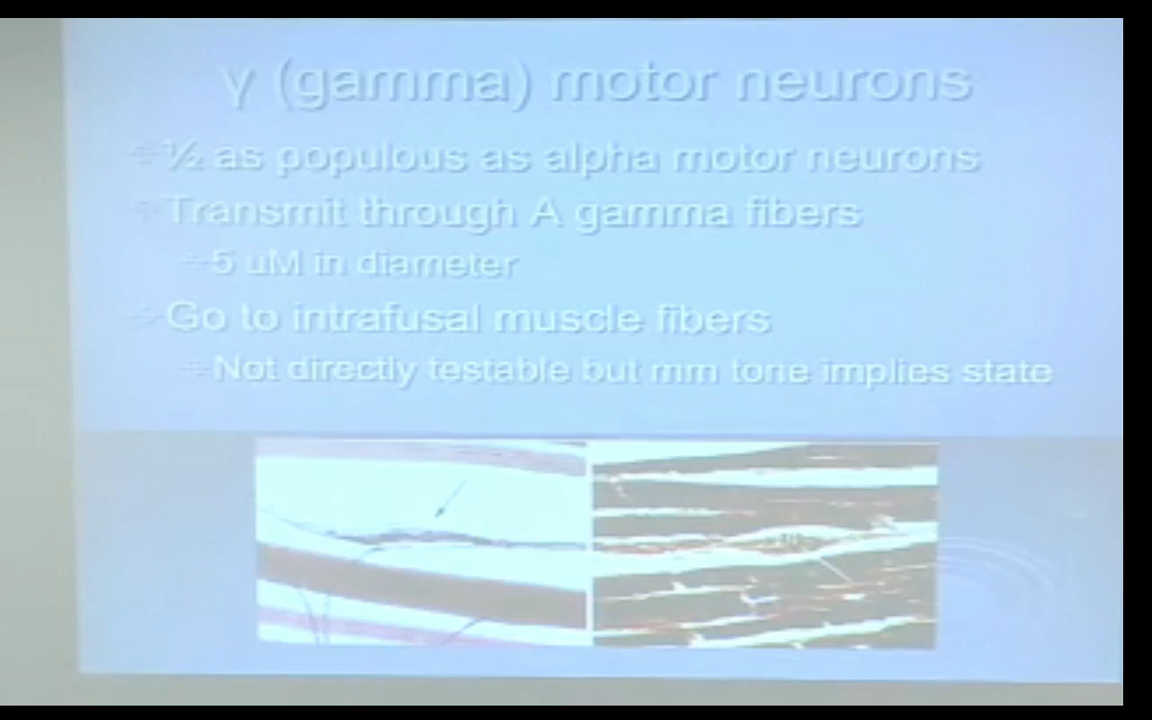 γ (gamma) motor neurons
½ as populous as alpha motor neurons
Transmit through A gamma fibers
5 uM in diameter
Go to intrafusal muscle fibers
Not directly testable but mm tone implies state